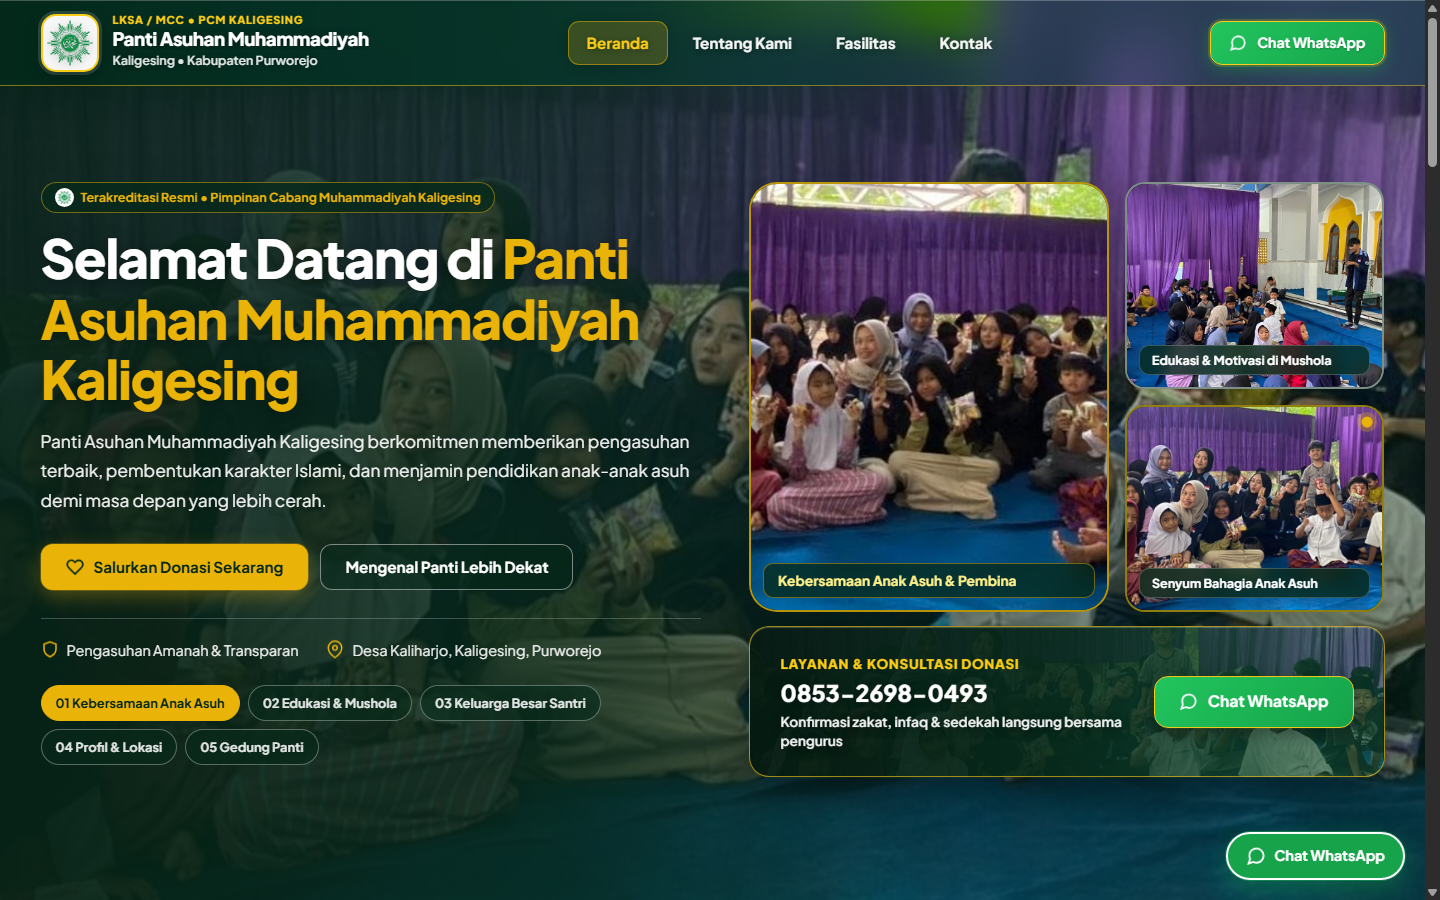 LKSA / MCC • PCM KALIGESING
Panti Asuhan Muhammadiyah
Kaligesing • Kabupaten Purworejo
Beranda
Tentang Kami
Fasilitas
Kontak
Chat WhatsApp
Terakreditasi Resmi • Pimpinan Cabang Muhammadiyah Kaligesing
Selamat Datang di Panti
Asuhan Muhammadiyah
Kaligesing
Panti Asuhan Muhammadiyah Kaligesing berkomitmen memberikan pengasuhan
terbaik, pembentukan karakter Islami, dan menjamin pendidikan anak-anak asuh
demi masa depan yang lebih cerah.
Salurkan Donasi Sekarang
Mengenal Panti Lebih Dekat
Pengasuhan Amanah & Transparan
Desa Kaliharjo, Kaligesing, Purworejo
01 Kebersamaan Anak Asuh
02 Edukasi & Mushola
03 Keluarga Besar Santri
04 Profil & Lokasi
05 Gedung Panti
Kebersamaan Anak Asuh & Pembina
Edukasi & Motivasi di Mushola
Senyum Bahagia Anak Asuh
LAYANAN & KONSULTASI DONASI
0853-2698-0493
Konfirmasi zakat, infaq & sedekah langsung bersama
pengurus
Chat WhatsApp
Chat WhatsApp